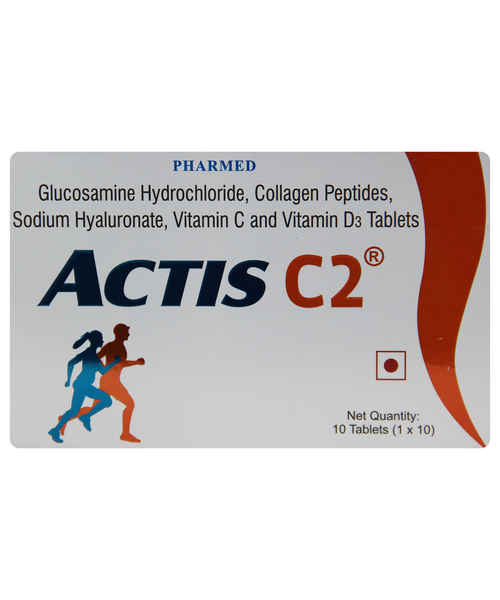 PHARMED
Glucosamine Hydrochloride, Collagen Peptides,
Sodium Hyaluronate, Vitamin C and Vitamin D3 Tablets
ACTIS C2®
Net Quantity:
10 Tablets (1 x 10)